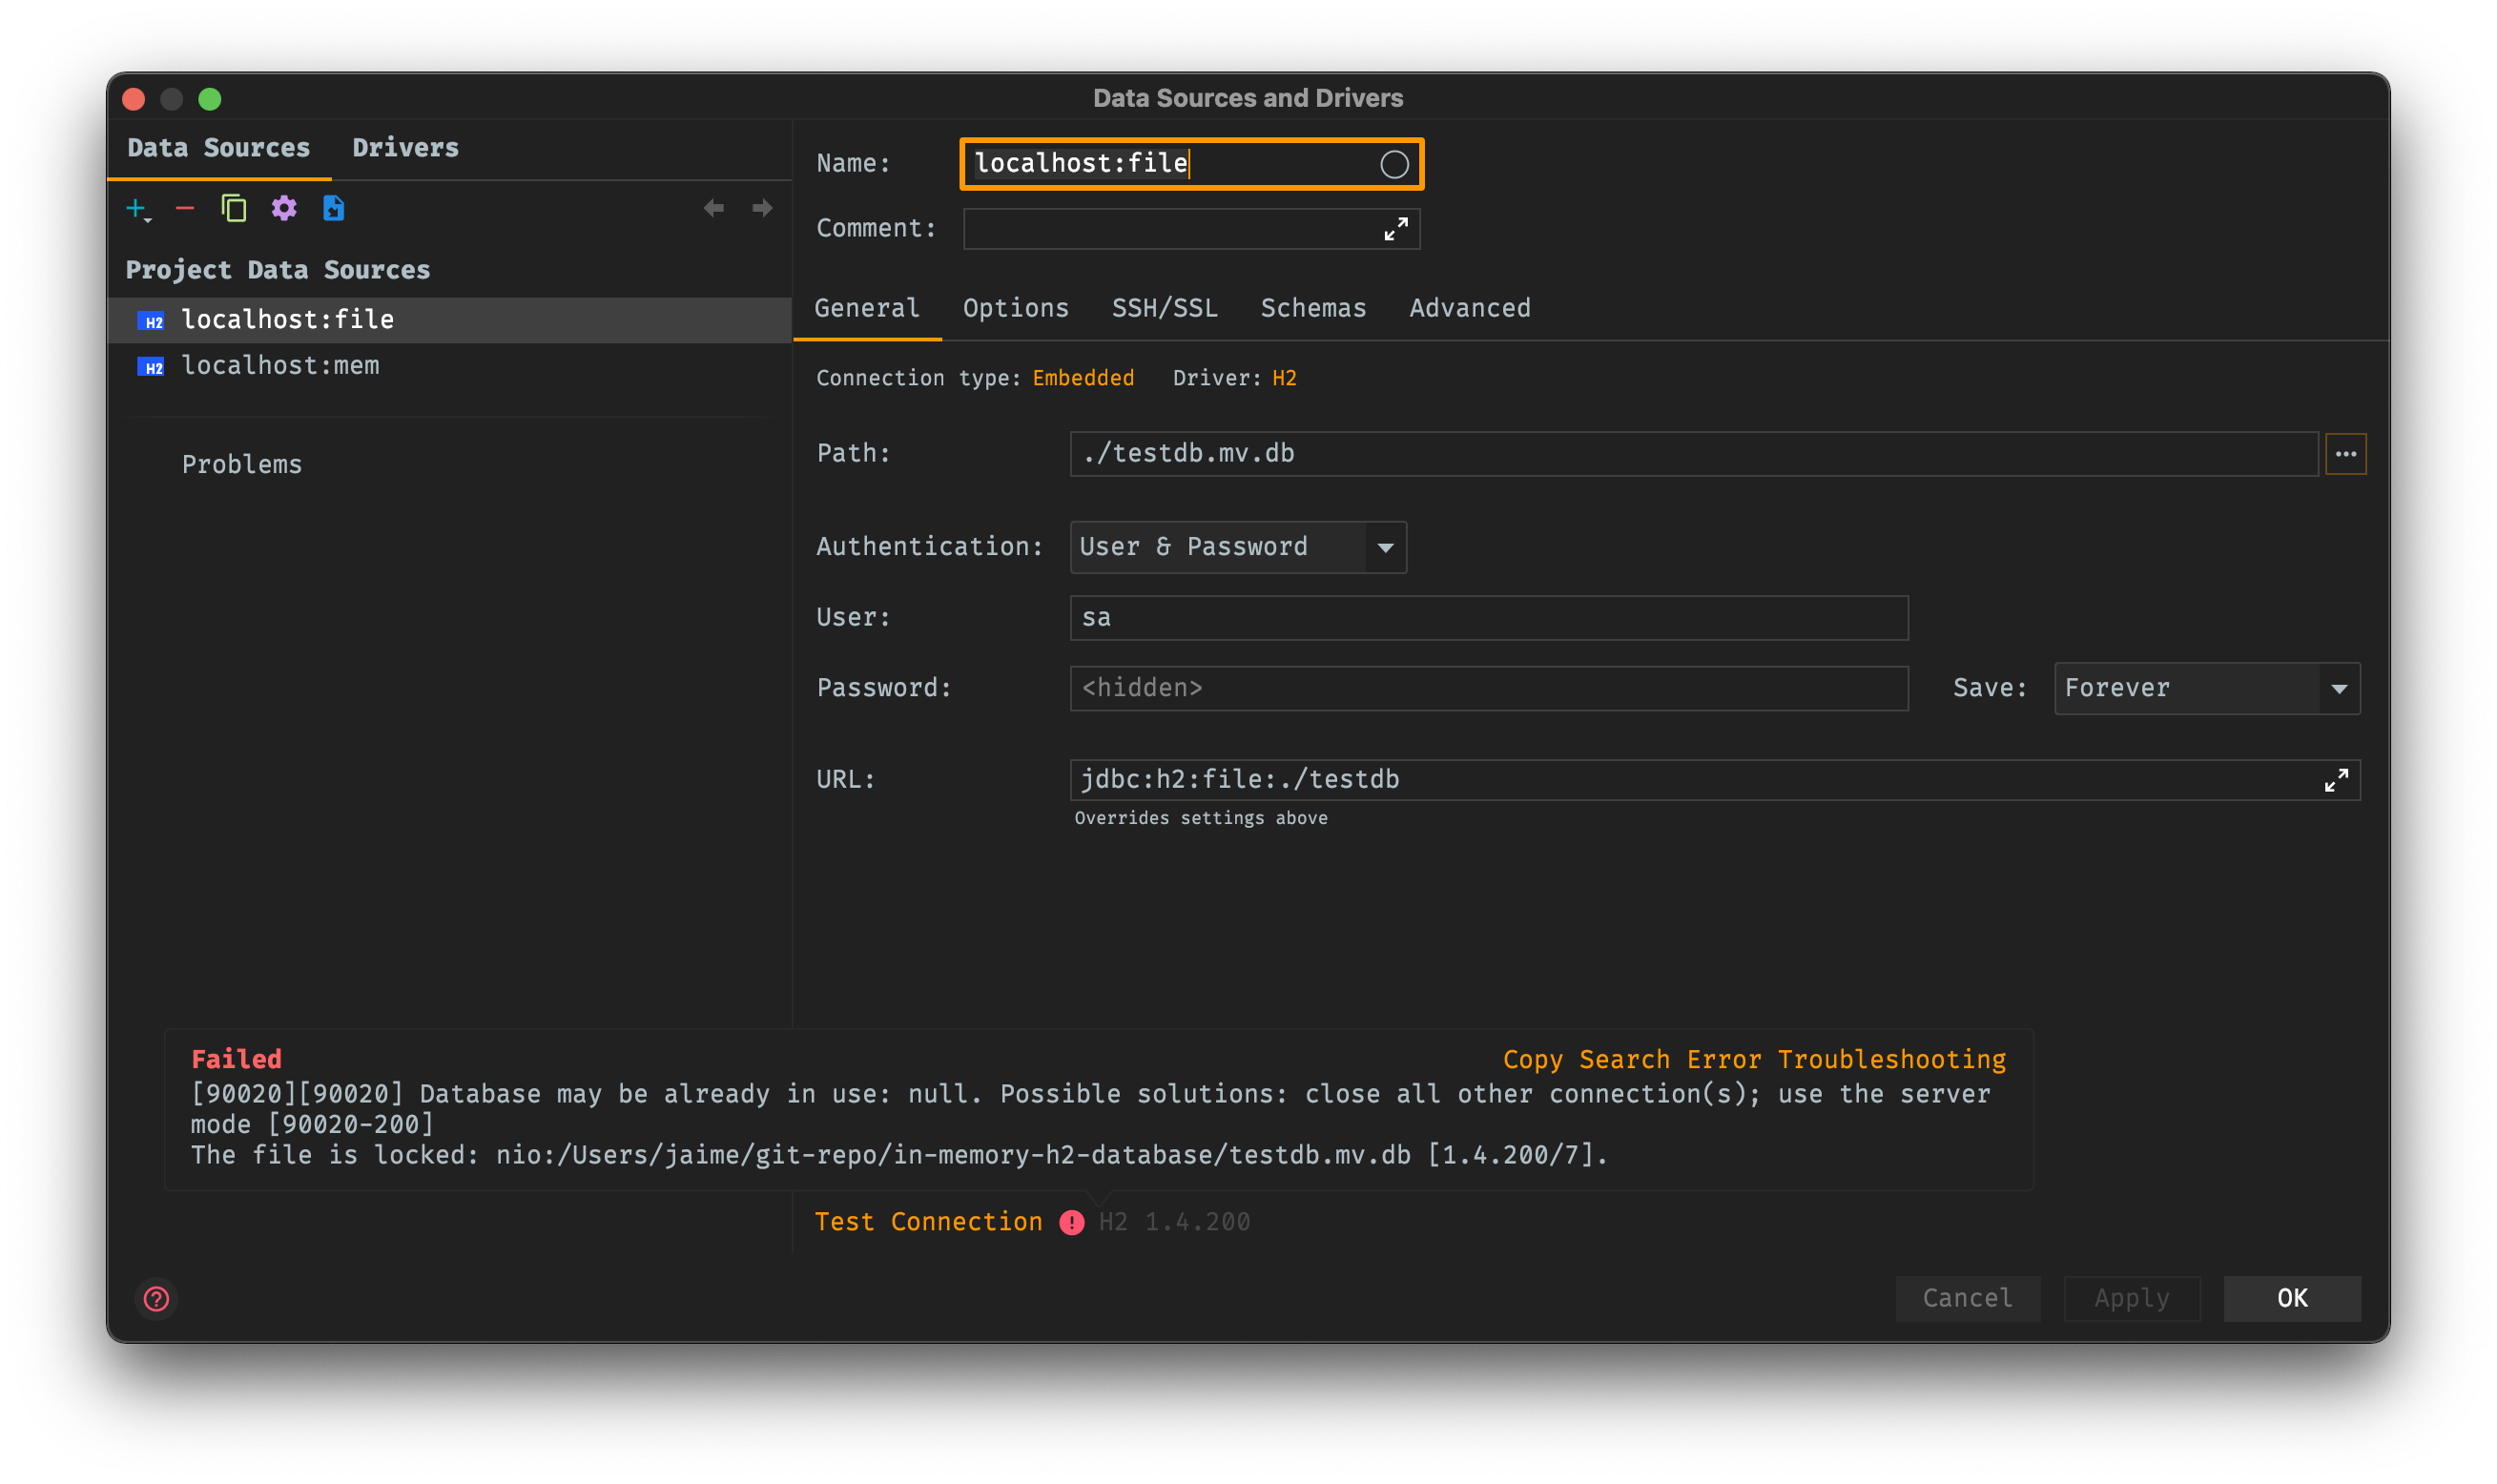 Data Sources and Drivers
Data Sources Drivers
Project Data Sources
H2 localhost:file
H2 localhost:mem
Problems
Name: localhost:file
Comment:
General Options SSH/SSL Schemas Advanced
Connection type: Embedded Driver: H2
Path: ./testdb.mv.db
Authentication: User & Password
User: sa
Password: <hidden> Save: Forever
URL: jdbc:h2:file:./testdb
Overrides settings above
Failed Copy Search Error Troubleshooting
[90020][90020] Database may be already in use: null. Possible solutions: close all other connection(s); use the server
mode [90020-200]
The file is locked: nio:/Users/jaime/git-repo/in-memory-h2-database/testdb.mv.db [1.4.200/7].
Test Connection H2 1.4.200
Cancel Apply OK